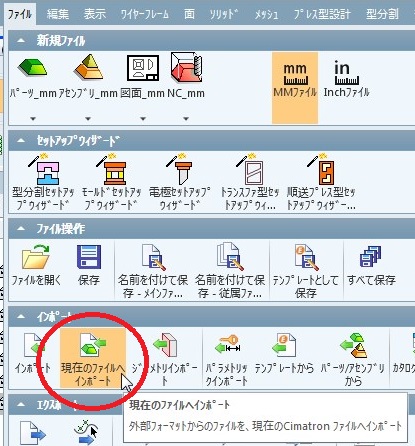 ファイル 編集 表示 ワイヤーフレーム 面 ソリッド メッシュ プレス型設計 型分割
新規ファイル
パーツ_mm アセンブリ_mm 図面_mm NC_mm MMファイル Inchファイル
mm in
セットアップウィザード
型分割セットアップウィザード モールドセットアップウィザード 電極セットアップウィザード トランスファ型セットアップウィ... 順送プレス型セットアップウィ...
ファイル操作
ファイルを開く 保存 名前を付けて保存 - メインファ... 名前を付けて保存 - 従属ファ... テンプレートとして保存 すべて保存
インポート
インポート 現在のファイルへインポート ジオメトリインポート パラメトリックインポート テンプレートから パーツ/アセンブリから カタログ
エクスポート
現在のファイルへインポート
外部フォーマットからのファイルを、現在のCimatron ファイルへインポート